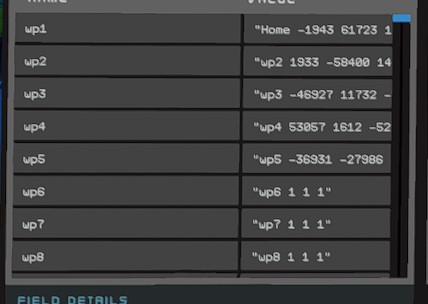 wp1 "Home -1943 61723 1
wp2 "wp2 1933 -58400 14
wp3 "wp3 -46927 11732 -
wp4 "wp4 53057 1612 -52
wp5 "wp5 -36931 -27986
wp6 "wp6 1 1 1"
wp7 "wp7 1 1 1"
wp8 "wp8 1 1 1"
FIELD DETAILS